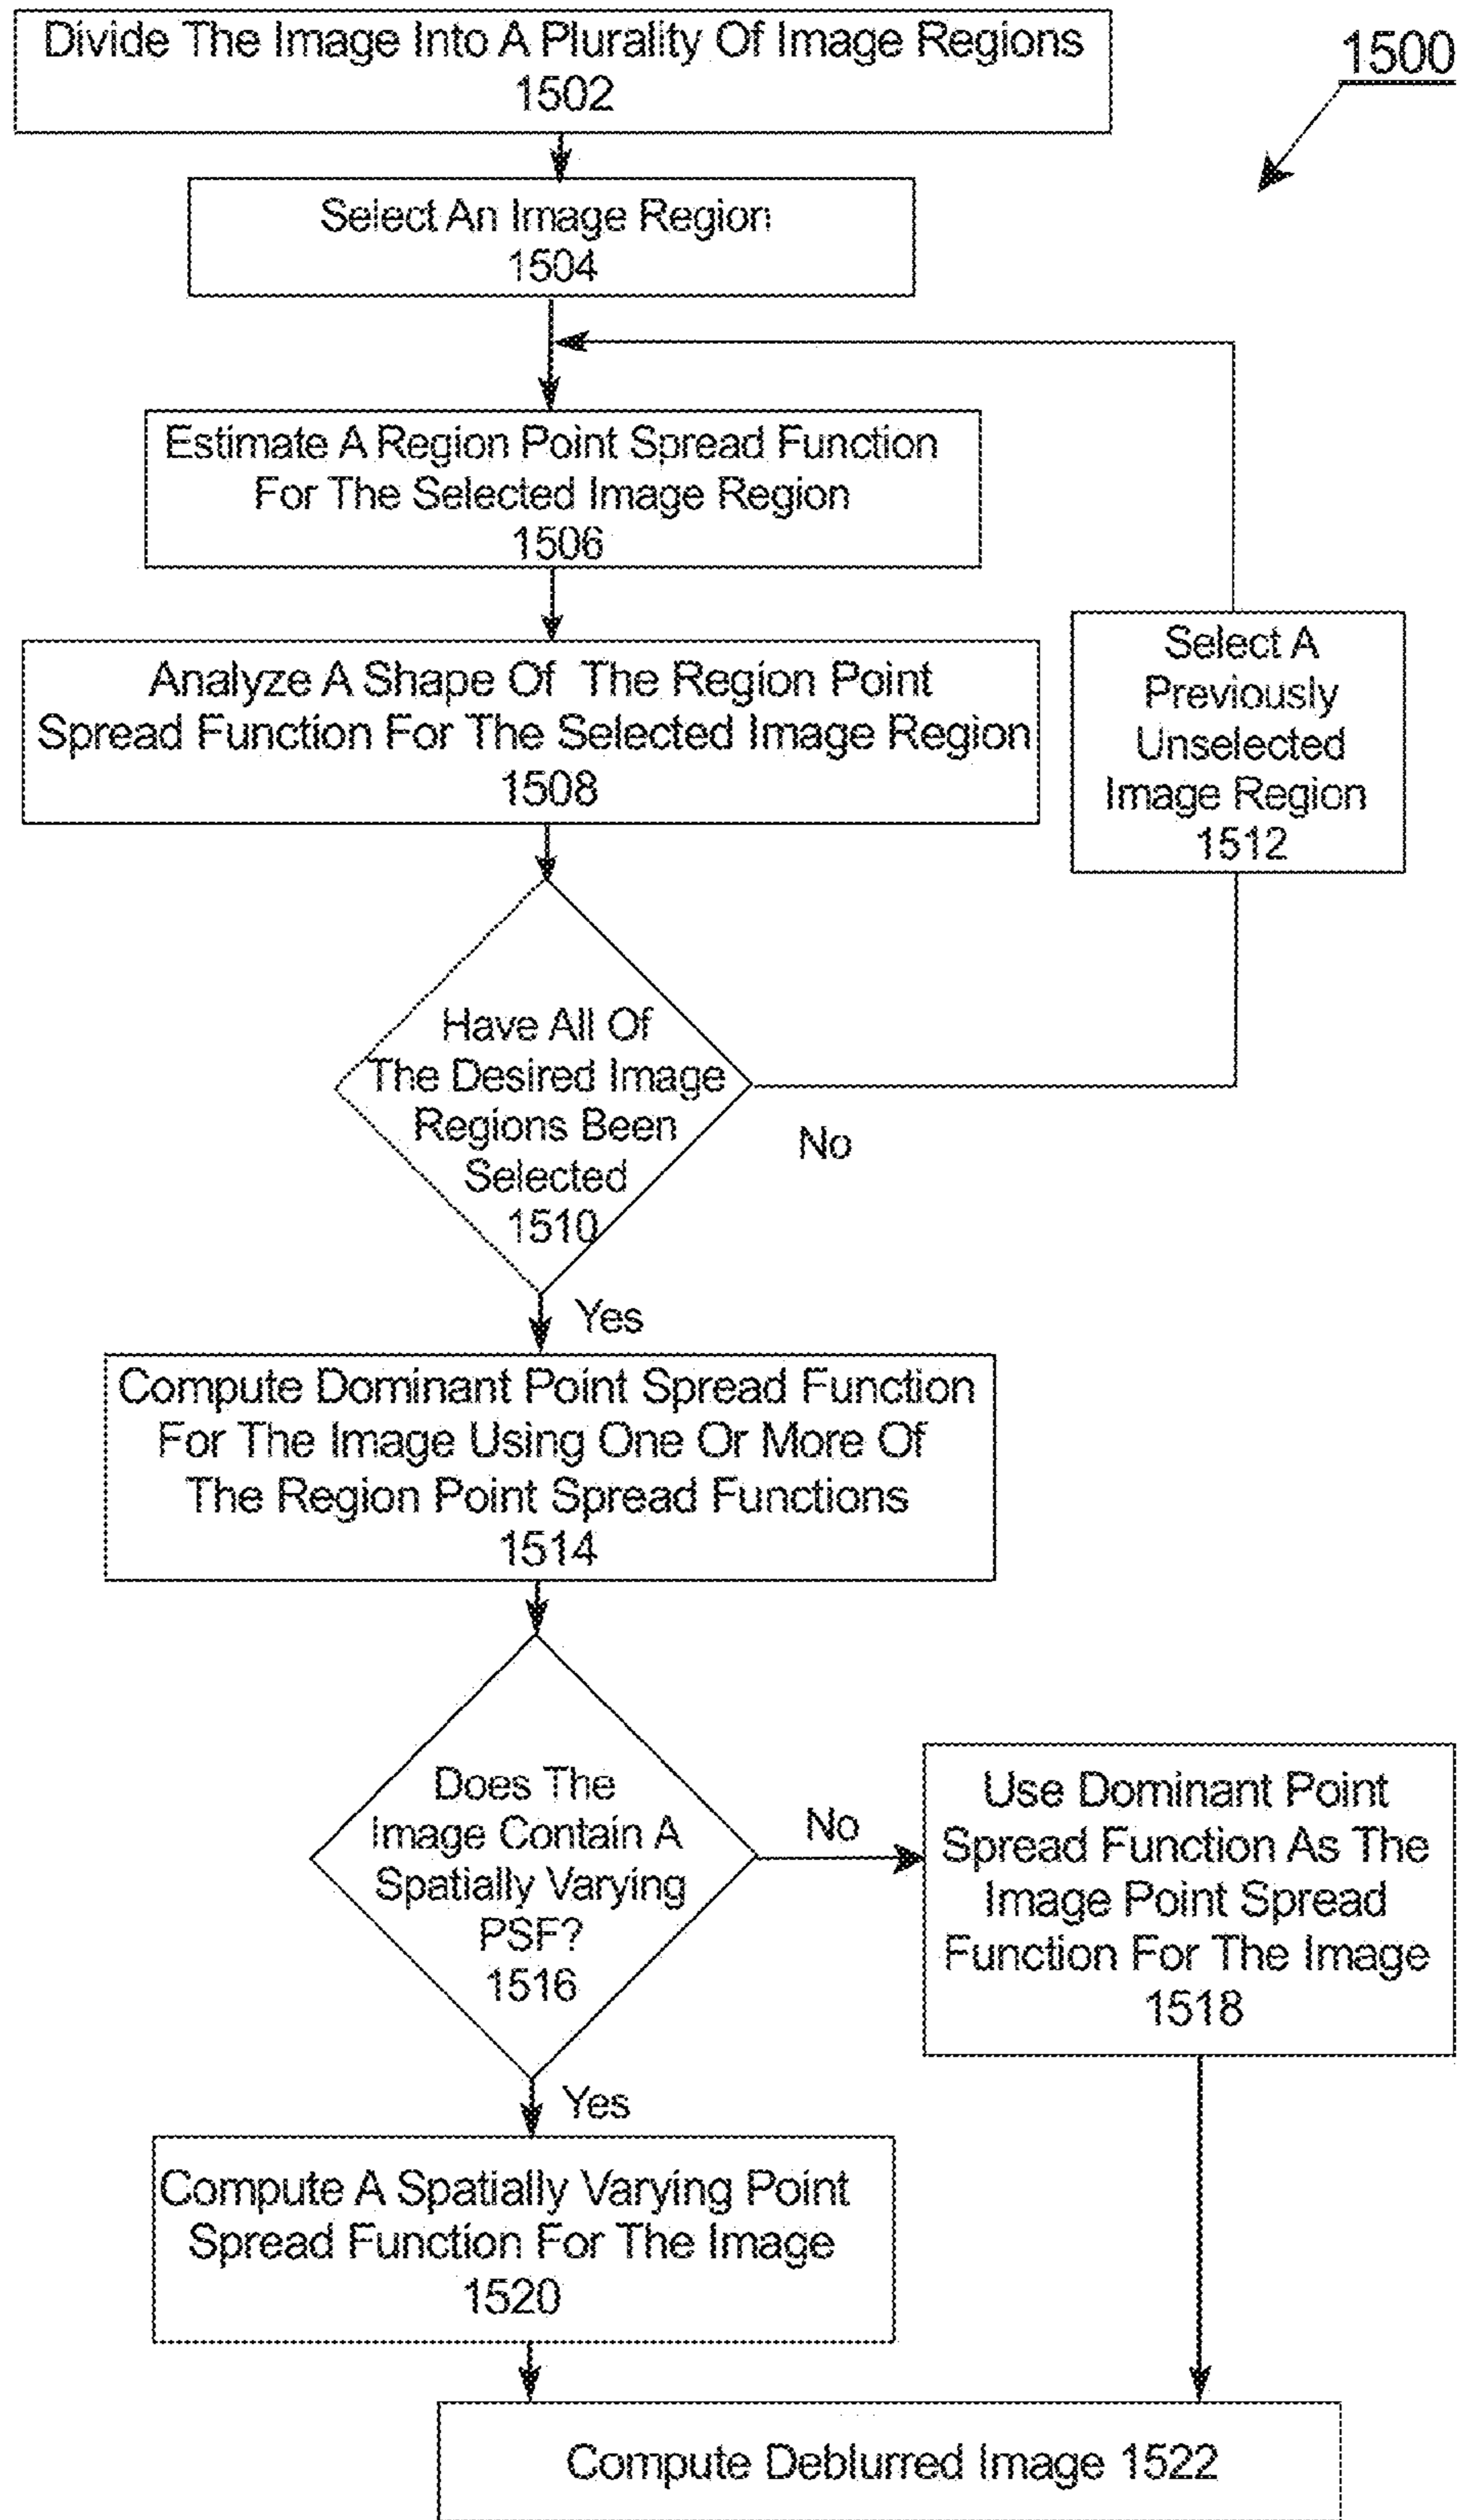 Divide The Image Into A Plurality Of Image Regions
1502
1500
Select An Image Region
1504
Estimate A Region Point Spread Function
For The Selected Image Region
1506
Analyze A Shape Of The Region Point
Spread Function For The Selected Image Region
1508
Select A
Previously
Unselected
Image Region
1512
Have All Of
The Desired Image
Regions Been
Selected
1510
No
Yes
Compute Dominant Point Spread Function
For The Image Using One Or More Of
The Region Point Spread Functions
1514
Does The
Image Contain A
Spatially Varying
PSF?
1516
No
Use Dominant Point
Spread Function As The
Image Point Spread
Function For The Image
1518
Yes
Compute A Spatially Varying Point
Spread Function For The Image
1520
Compute Deblurred Image 1522